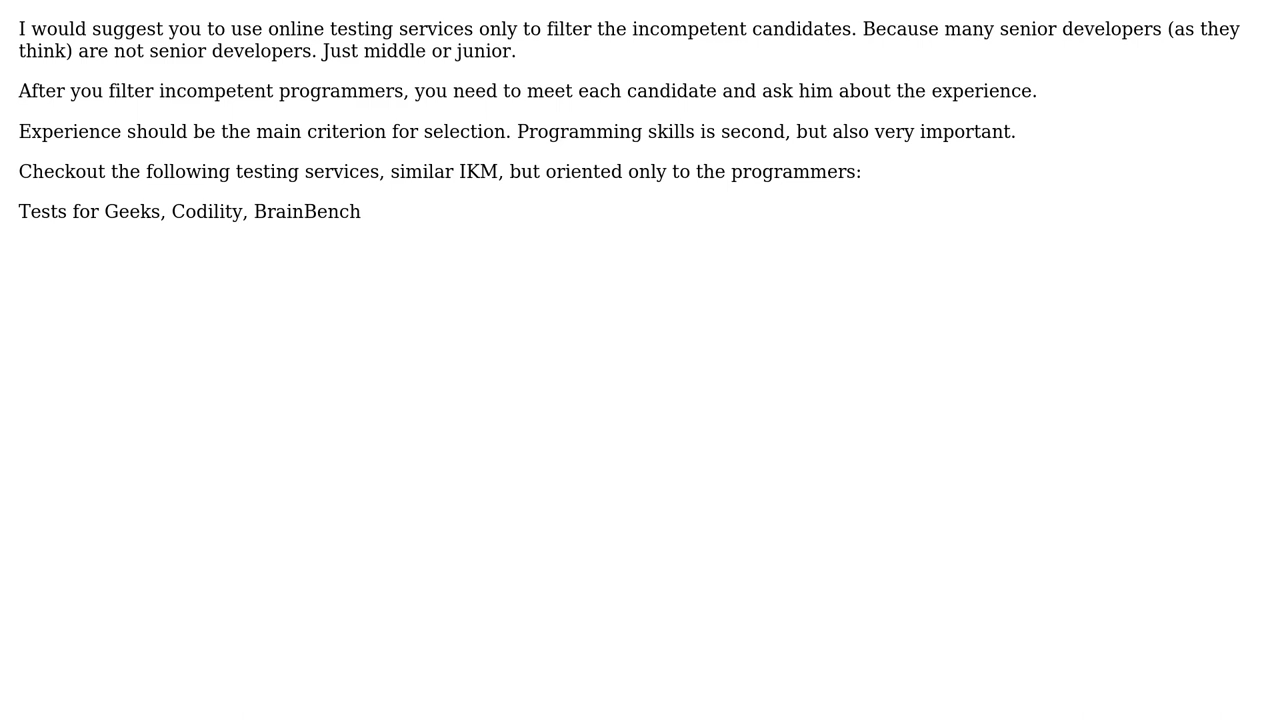 I would suggest you to use online testing services only to filter the incompetent candidates. Because many senior developers (as they
think) are not senior developers. Just middle or junior.
After you filter incompetent programmers, you need to meet each candidate and ask him about the experience.
Experience should be the main criterion for selection. Programming skills is second, but also very important.
Checkout the following testing services, similar IKM, but oriented only to the programmers:
Tests for Geeks, Codility, BrainBench